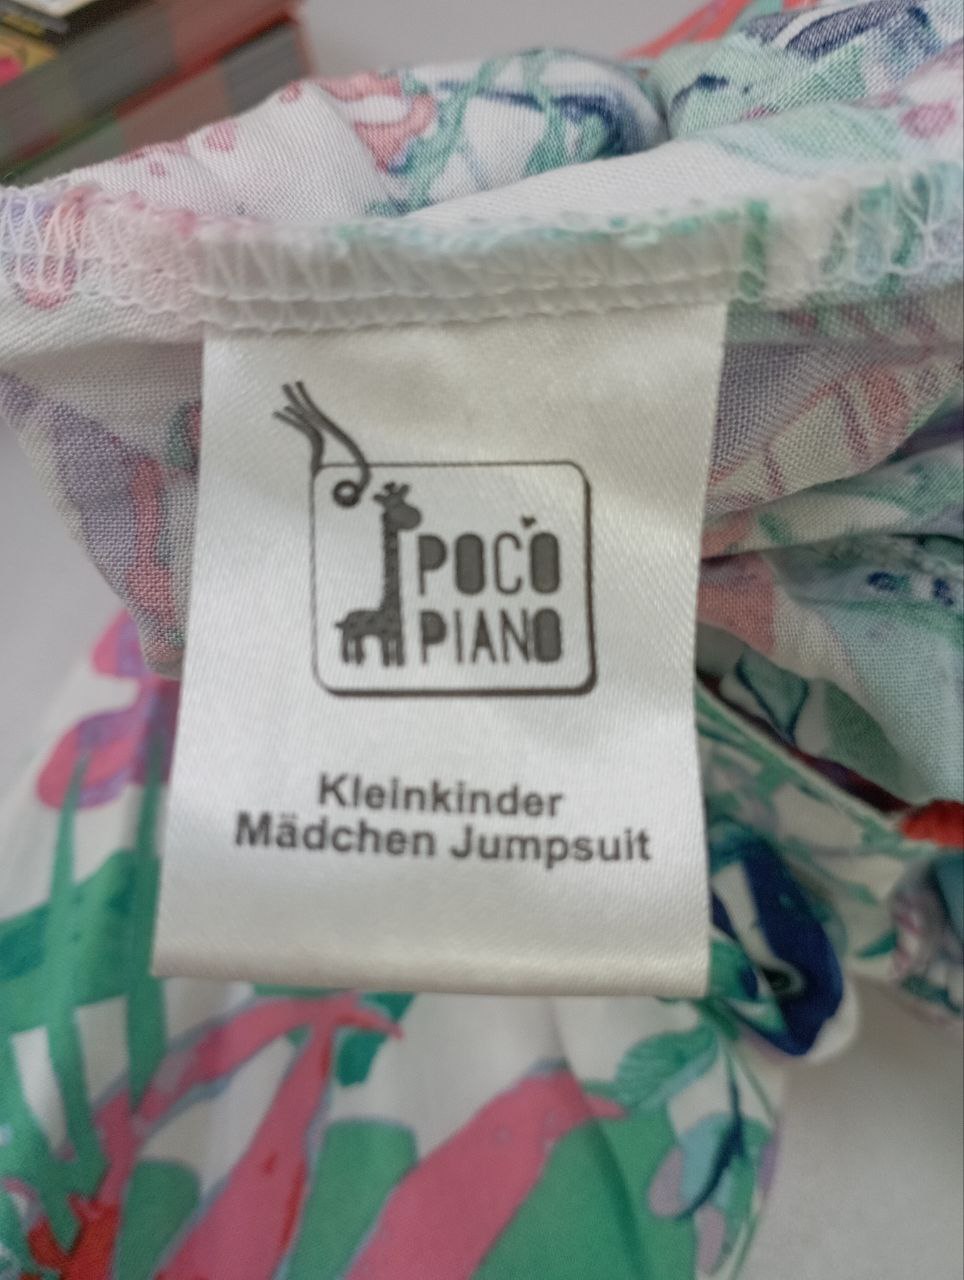 POCO
PIANO
Kleinkinder
Mädchen Jumpsuit